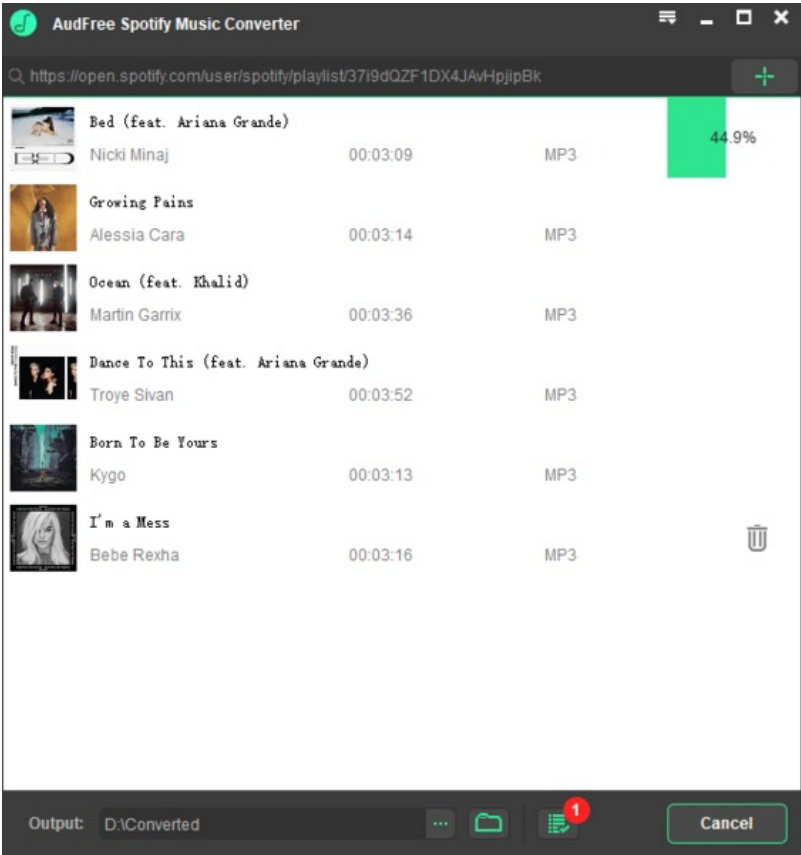 AudFree Spotify Music Converter
https://open.spotify.com/user/spotify/playlist/37i9dQZF1DX4JAvHpjipBk
Bed (feat. Ariana Grande)
44.9%
BED
Nicki Minaj 00:03:09 MP3
Growing Pains
Alessia Cara 00:03:14 MP3
Ocean (feat. Khalid)
Martin Garrix 00:03:36 MP3
Dance To This (feat. Ariana Grande)
Troye Sivan 00:03:52 MP3
Born To Be Yours
Kygo 00:03:13 MP3
I'm a Mess
Bebe Rexha 00:03:16 MP3
1
Output: D:\Converted ... Cancel